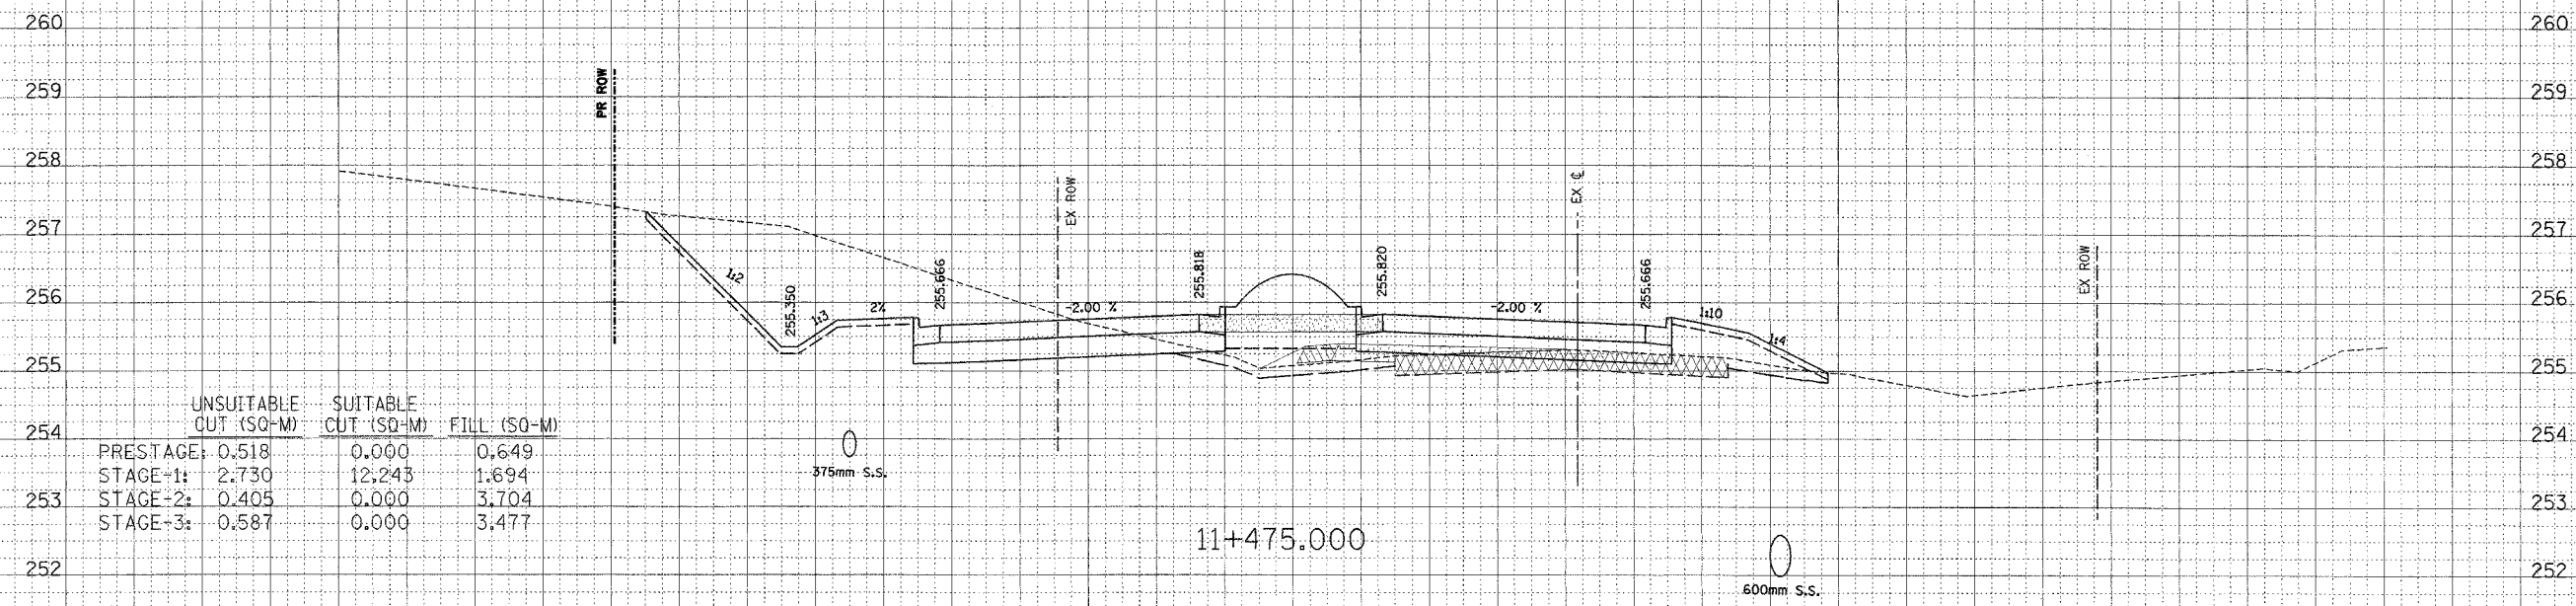 260 260
259 PR ROW 259
258 258
EX ROW EX ℄
257 257
255.818 255.820 EX ROW
1:2 255.350 255.666 255.666
256 1:3 2% -2.00 % -2.00 % 1:10 256
1:4
255 255
UNSUITABLE SUITABLE
CUT (SQ-M) CUT (SQ-M) FILL (SQ-M)
254 254
PRESTAGE: 0.518 0.000 0.649
STAGE-1: 2.730 12.243 1.694
375mm S.S.
STAGE-2: 0.405 0.000 3.704
253 253
STAGE-3: 0.587 0.000 3.477
11+475.000
252 252
600mm S.S.